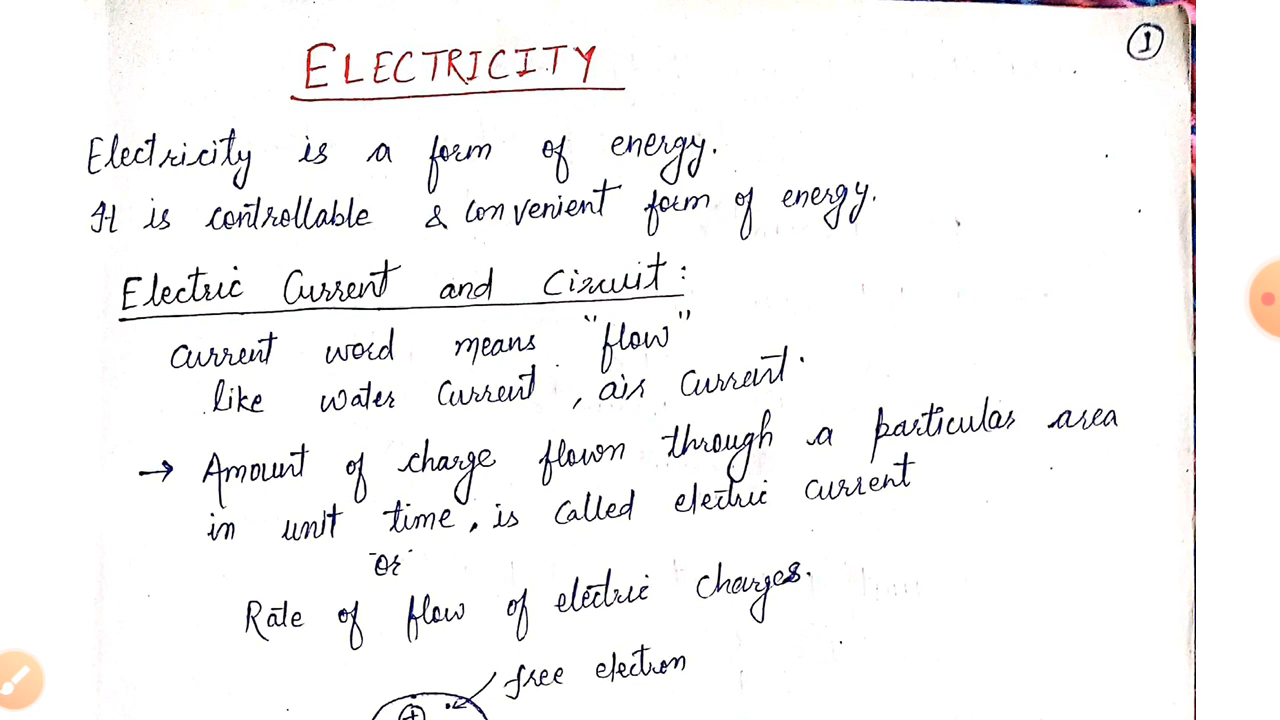 1
ELECTRICITY
Electricity is a form of energy.
It is controllable & convenient form of energy.
Electric Current and Circuit:
Current word means "flow"
like water current, air current.
→ Amount of charge flown through a particular area
in unit time, is called electric current
or
Rate of flow of electric charges.
free electron
+